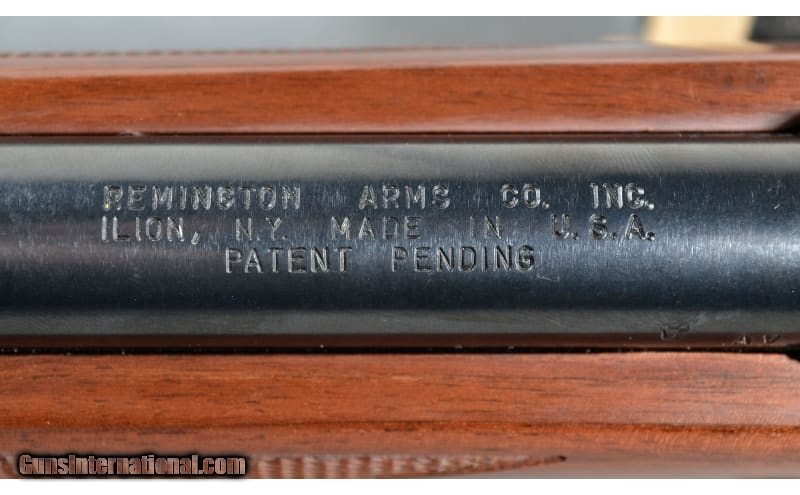 REMINGTON ARMS CO. INC.
ILION, N.Y. MADE IN U.S.A.
PATENT PENDING
GunsInternational.com